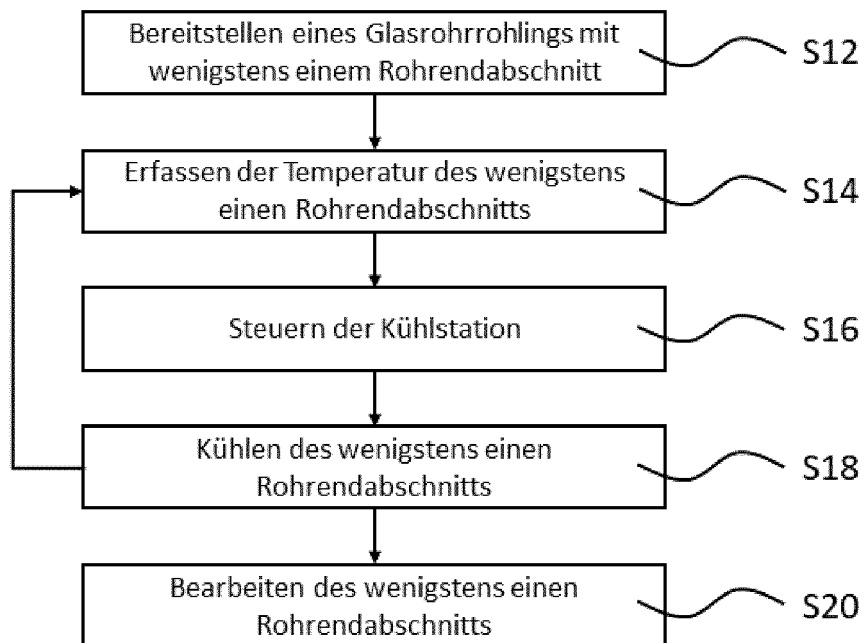 Bereitstellen eines Glasrohrrohlings mit
wenigstens einem Rohrendabschnitt
S12
Erfassen der Temperatur des wenigstens
einen Rohrendabschnitts
S14
Steuern der Kühlstation
S16
Kühlen des wenigstens einen
Rohrendabschnitts
S18
Bearbeiten des wenigstens einen
Rohrendabschnitts
S20